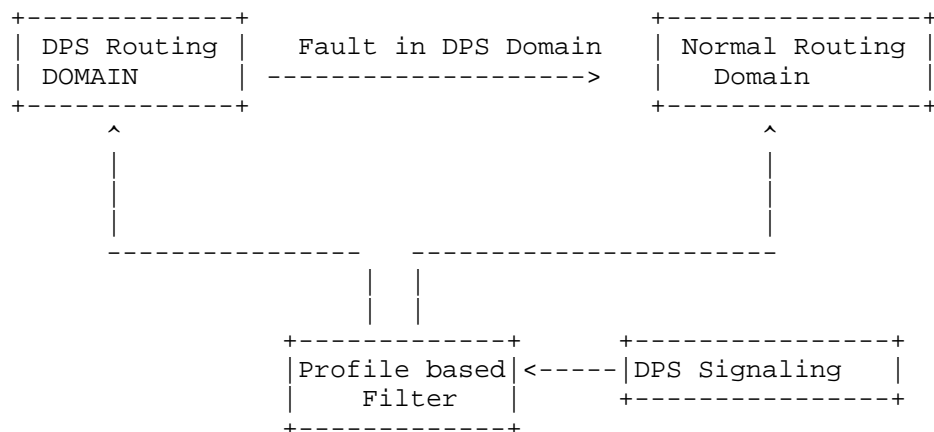 DPS Routing Fault in DPS Domain Normal Routing
DOMAIN Domain
Profile based DPS Signaling
Filter